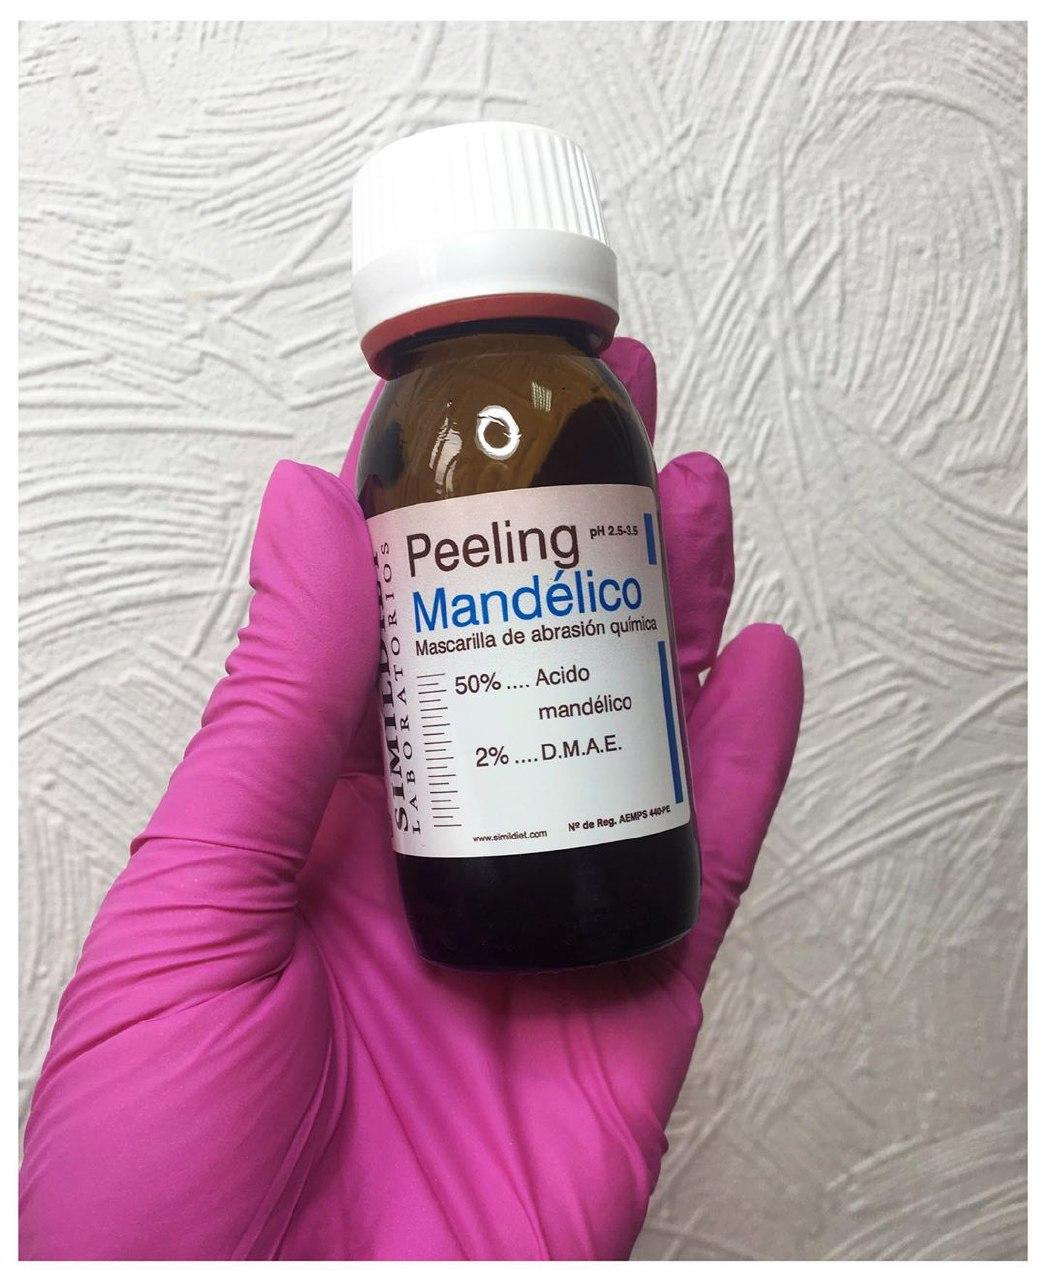 Peeling pH 2.5-3.5
Mandélico
Mascarilla de abrasión química
50% .... Acido
mandélico
2% .... D.M.A.E.
www.simildiet.com Nº de Reg. AEMPS 440-PE
SIMILDIET
LABORATORIOS